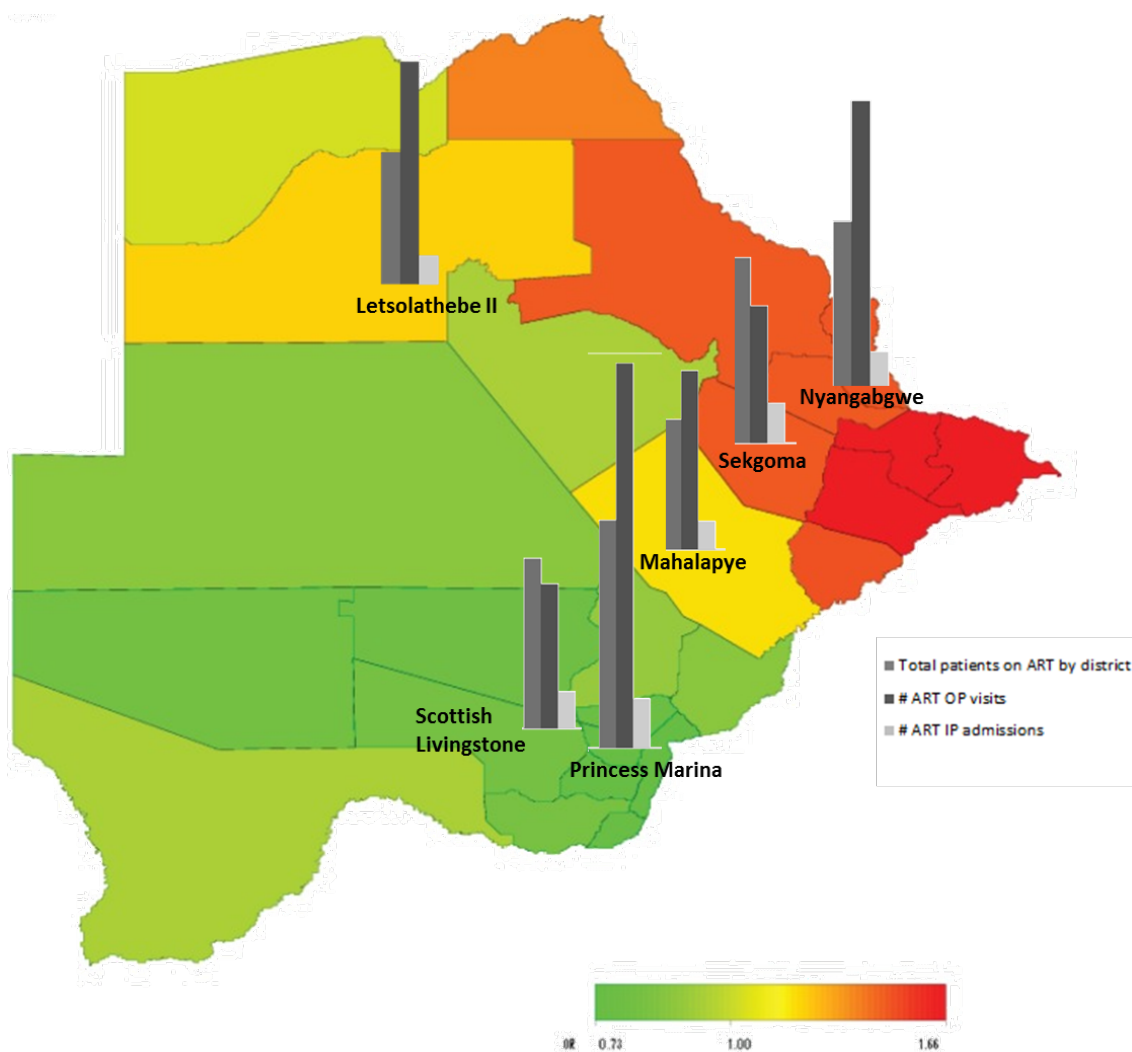 Letsolathebe II
Nyangabgwe
Sekgoma
Mahalapye
Scottish
Livingstone
Princess Marina
Total patients on ART by district
# ART OP visits
# ART IP admissions
OR 0.73 1.00 1.66